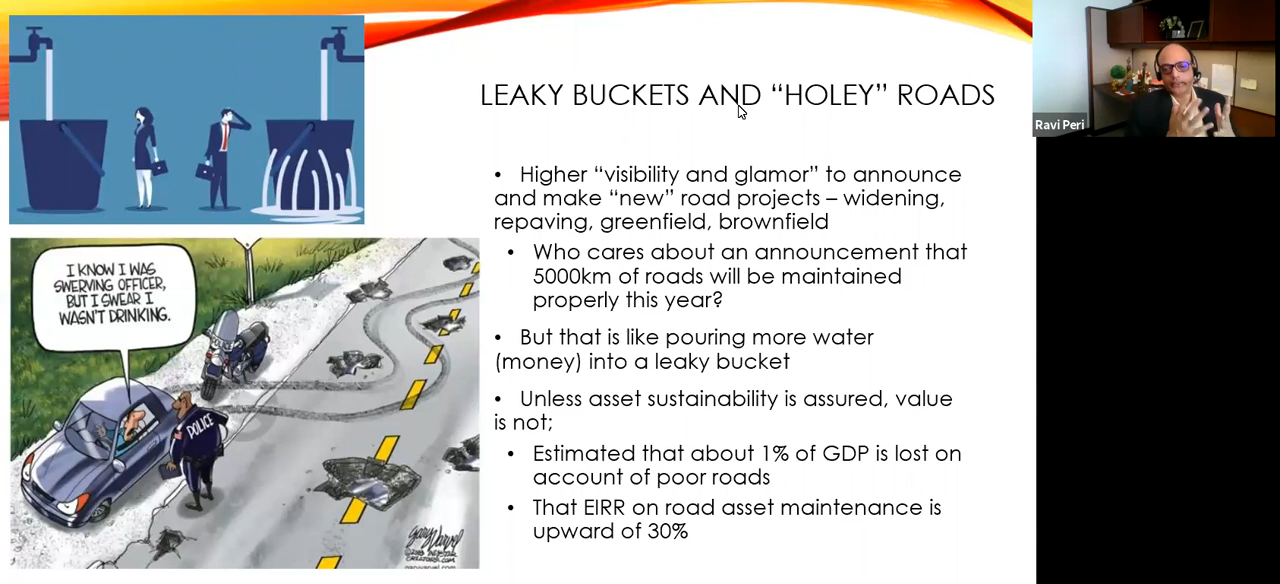 LEAKY BUCKETS AND “HOLEY” ROADS
• Higher “visibility and glamor” to announce
and make “new” road projects – widening,
repaving, greenfield, brownfield
• Who cares about an announcement that
5000km of roads will be maintained
properly this year?
• But that is like pouring more water
(money) into a leaky bucket
• Unless asset sustainability is assured, value
is not;
• Estimated that about 1% of GDP is lost on
account of poor roads
• That EIRR on road asset maintenance is
upward of 30%
I KNOW I WAS
SWERVING OFFICER,
BUT I SWEAR I
WASN'T DRINKING.
POLICE
Ravi Peri